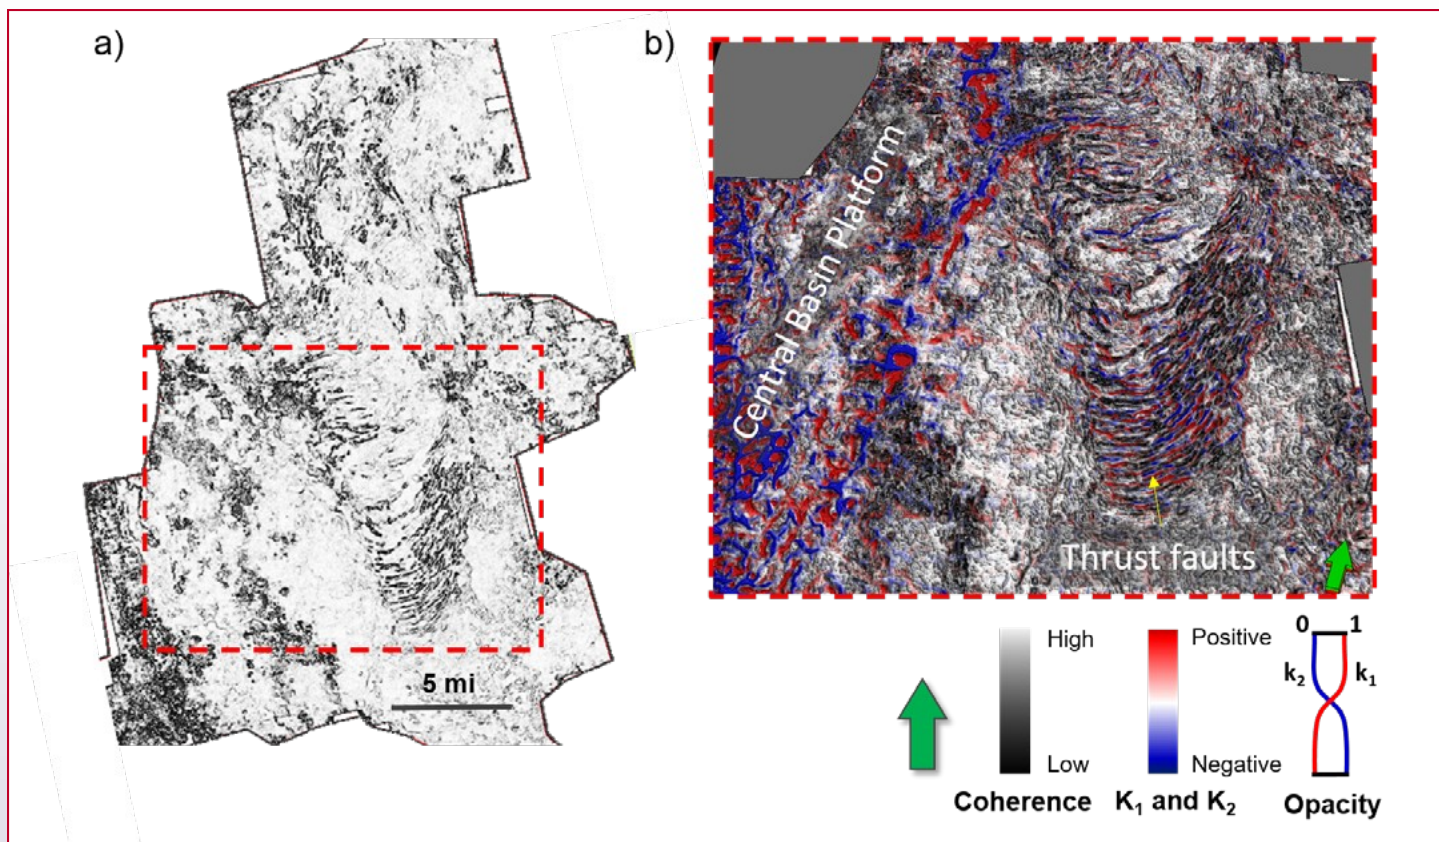 a)
b)
Central Basin Platform
Thrust faults
5 mi
High
Low
Coherence
Positive
Negative
K₁ and K₂
0 1
k₂ k₁
Opacity